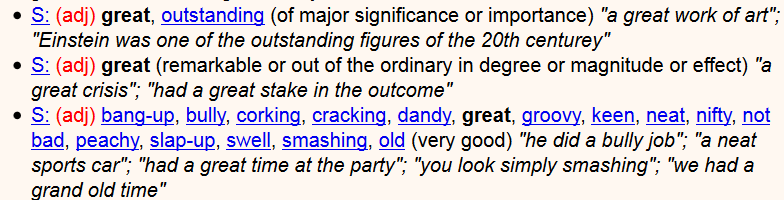 • S: (adj) great, outstanding (of major significance or importance) "a great work of art";
"Einstein was one of the outstanding figures of the 20th centurey"
• S: (adj) great (remarkable or out of the ordinary in degree or magnitude or effect) "a
great crisis"; "had a great stake in the outcome"
• S: (adj) bang-up, bully, corking, cracking, dandy, great, groovy, keen, neat, nifty, not
bad, peachy, slap-up, swell, smashing, old (very good) "he did a bully job"; "a neat
sports car"; "had a great time at the party"; "you look simply smashing"; "we had a
grand old time"